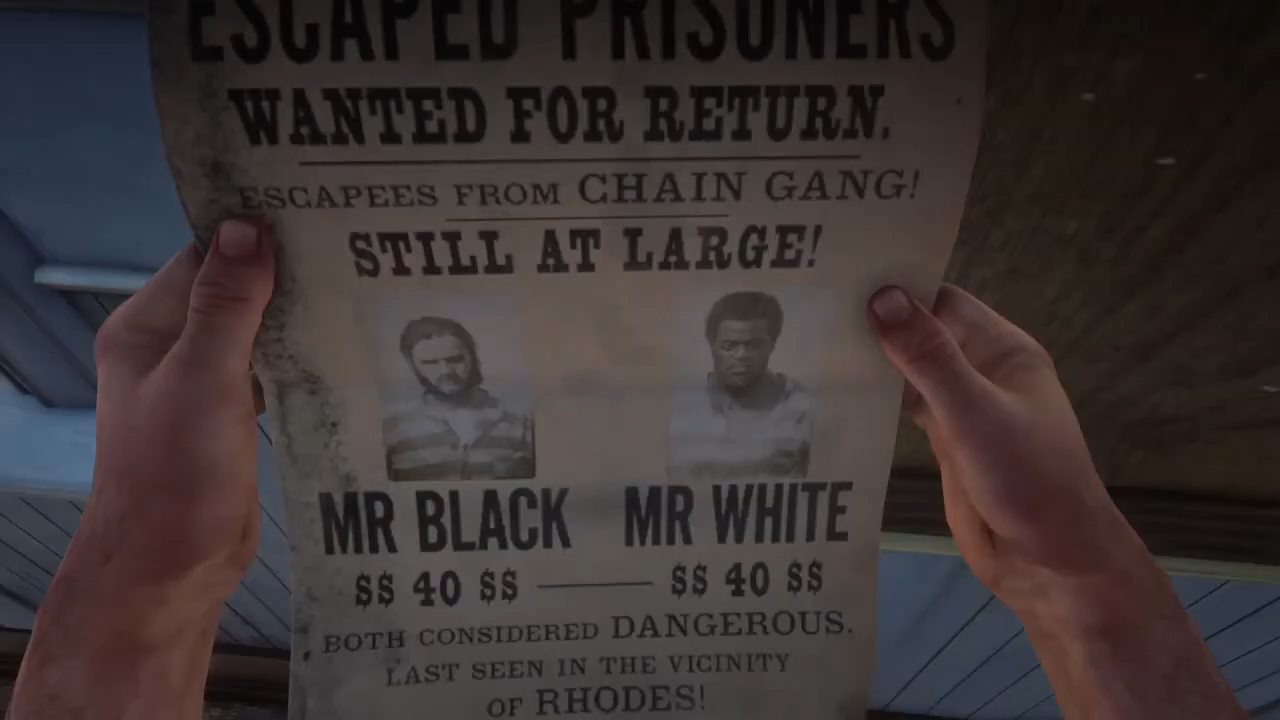 ESCAPED PRISONERS
WANTED FOR RETURN.
ESCAPEES FROM CHAIN GANG!
STILL AT LARGE!
MR BLACK MR WHITE
$$ 40 $$ — $$ 40 $$
BOTH CONSIDERED DANGEROUS.
LAST SEEN IN THE VICINITY
OF RHODES!